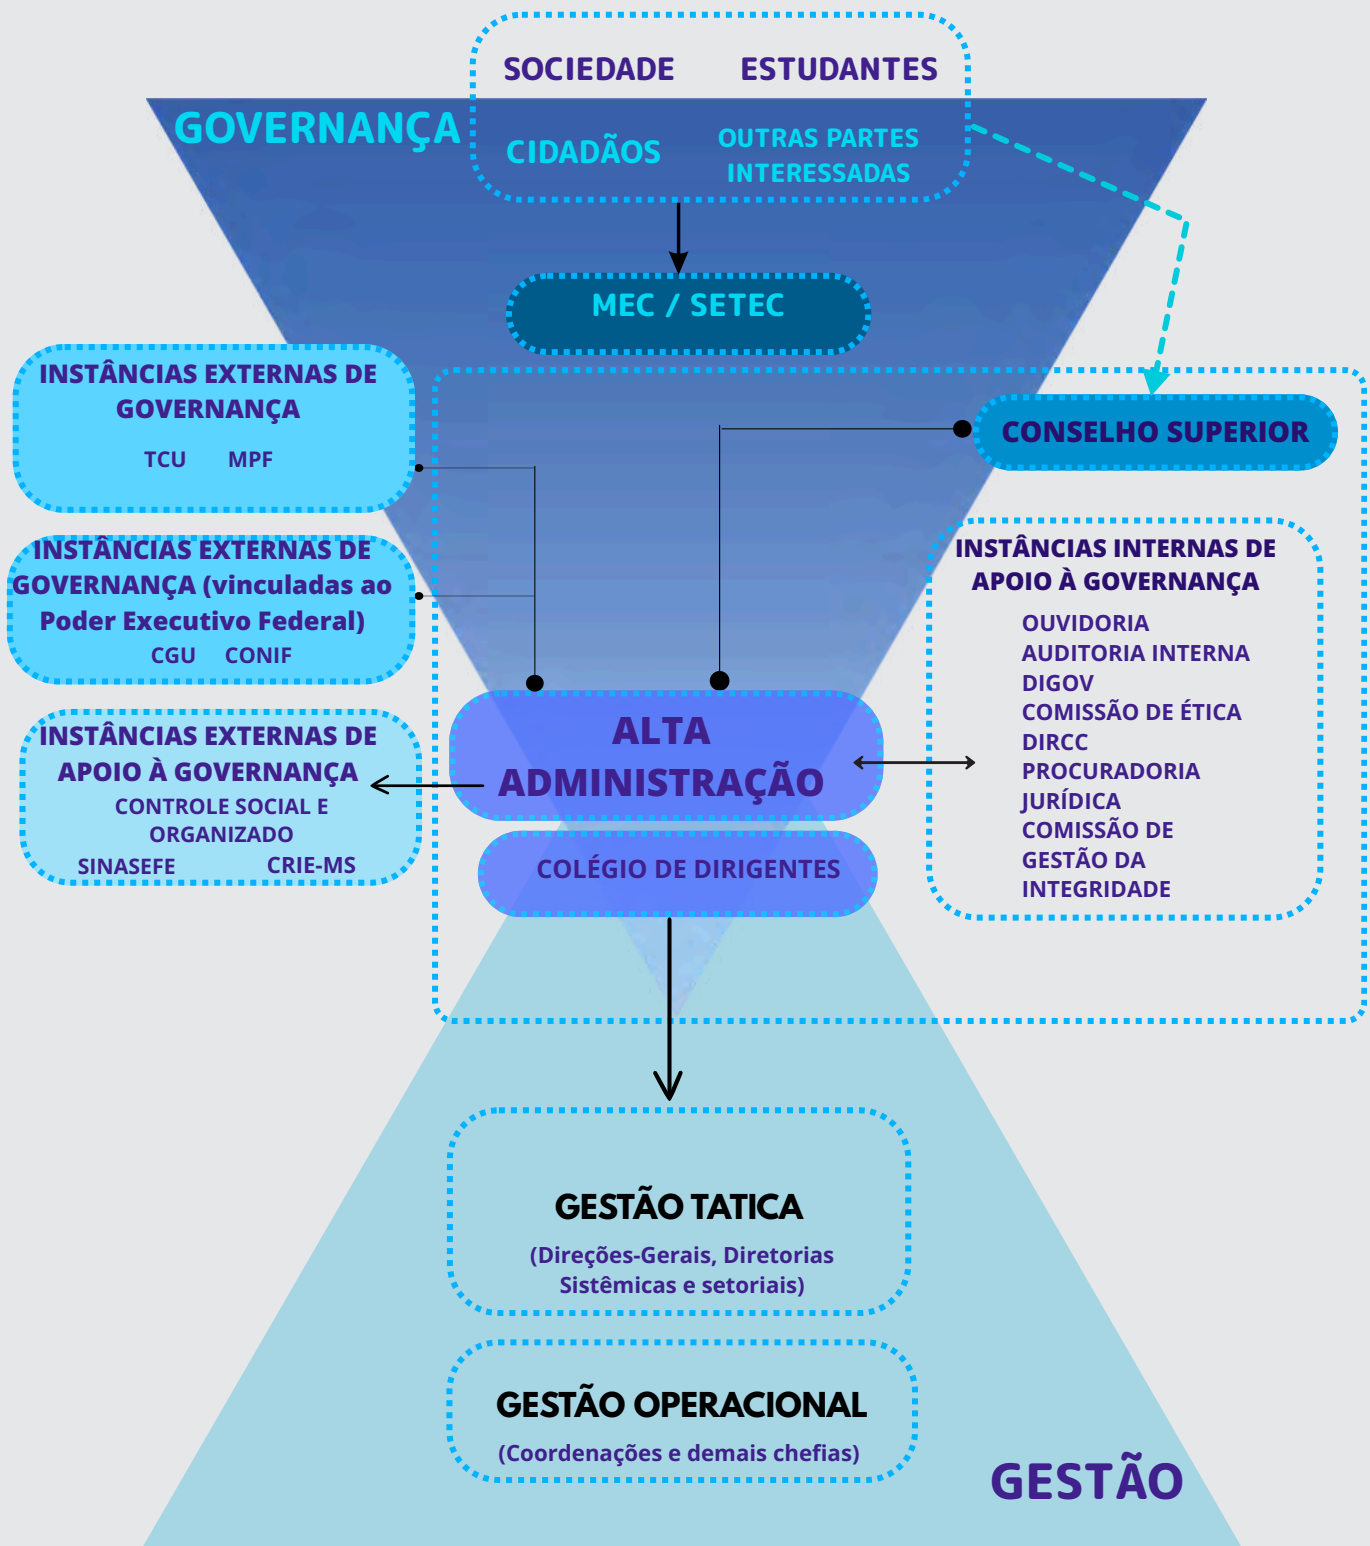 SOCIEDADE ESTUDANTES
GOVERNANÇA
CIDADÃOS
OUTRAS PARTES
INTERESSADAS
MEC / SETEC
INSTÂNCIAS EXTERNAS DE
GOVERNANÇA
TCU MPF
CONSELHO SUPERIOR
INSTÂNCIAS EXTERNAS DE
GOVERNANÇA (vinculadas ao
Poder Executivo Federal)
CGU CONIF
INSTÂNCIAS INTERNAS DE
APOIO À GOVERNANÇA
OUVIDORIA
AUDITORIA INTERNA
DIGOV
COMISSÃO DE ÉTICA
DIRCC
PROCURADORIA
JURÍDICA
COMISSÃO DE
GESTÃO DA
INTEGRIDADE
INSTÂNCIAS EXTERNAS DE
APOIO À GOVERNANÇA
CONTROLE SOCIAL E
ORGANIZADO
SINASEFE CRIE-MS
ALTA
ADMINISTRAÇÃO
COLÉGIO DE DIRIGENTES
GESTÃO TATICA
(Direções-Gerais, Diretorias
Sistêmicas e setoriais)
GESTÃO OPERACIONAL
(Coordenações e demais chefias)
GESTÃO